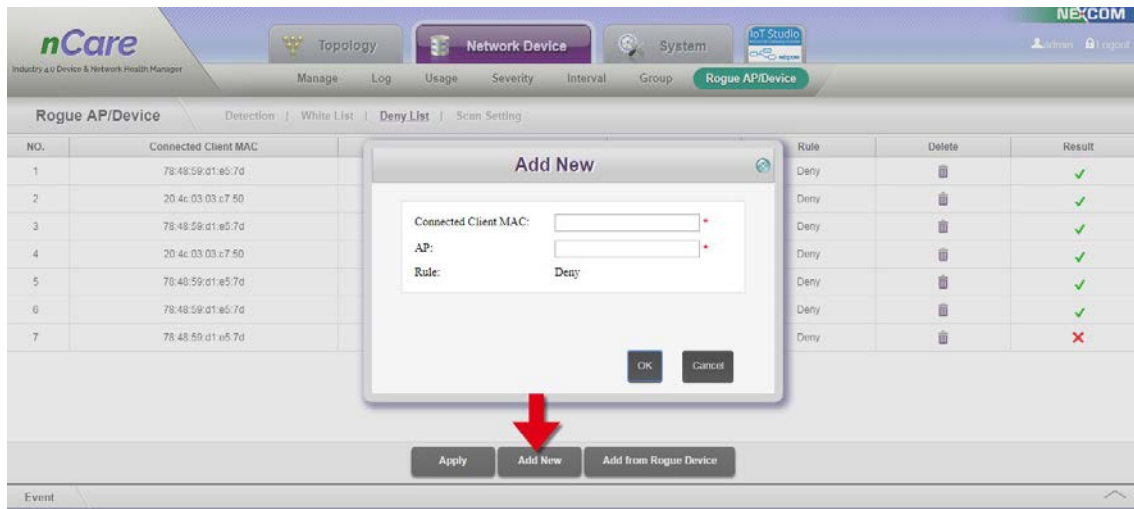 NEXCOM
nCare
Industry 4.0 Device & Network Health Manager
Topology
Network Device
System
IoT Studio
Admin Logout
Manage Log Usage Severity Interval Group Rogue AP/Device
Rogue AP/Device Detection | White List | Deny List | Scan Setting
NO. Connected Client MAC Rule Delete Result
1 78:48:59:d1:e5:7d Deny
2 20:4c:03:03:c7:50 Deny
3 78:48:59:d1:e5:7d Deny
4 20:4c:03:03:c7:50 Deny
5 78:48:59:d1:e5:7d Deny
6 78:48:59:d1:e5:7d Deny
7 78:48:59:d1:e5:7d Deny
Add New
Connected Client MAC: *
AP: *
Rule: Deny
OK Cancel
Apply Add New Add from Rogue Device
Event